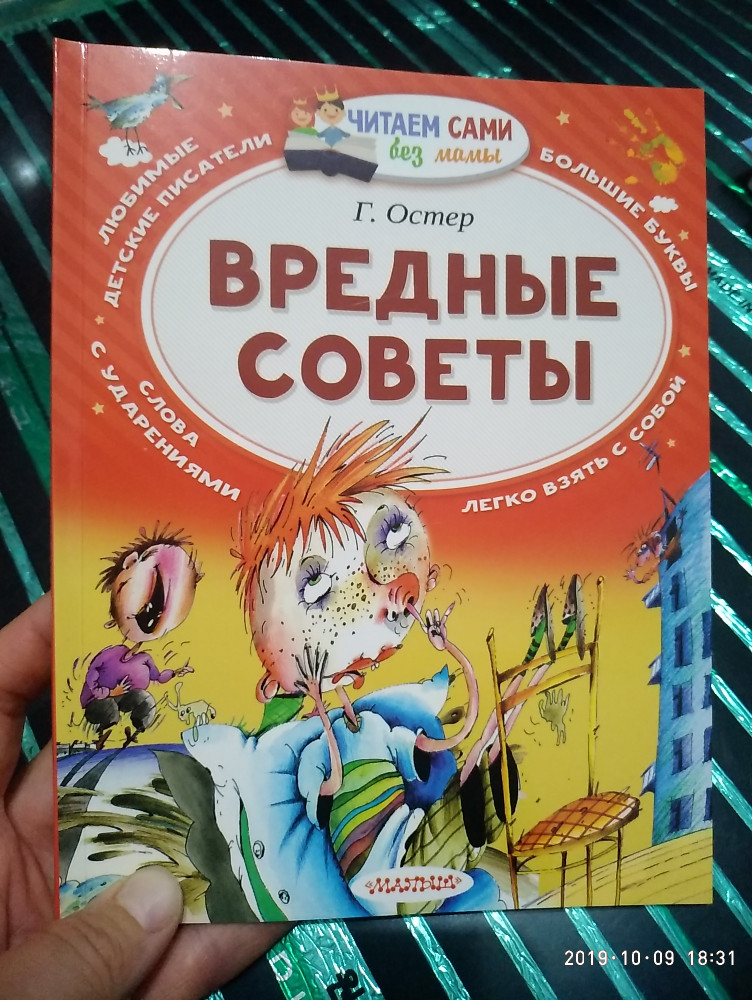 ЧИТАЕМ САМИ
без мамы
ЛЮБИМЫЕ
ДЕТСКИЕ ПИСАТЕЛИ
БОЛЬШИЕ БУКВЫ
Г. Остер
ВРЕДНЫЕ
СОВЕТЫ
СЛОВА
С УДАРЕНИЯМИ
ЛЕГКО ВЗЯТЬ С СОБОЙ
«МАЛЫШ»
2019·10·09 18:31